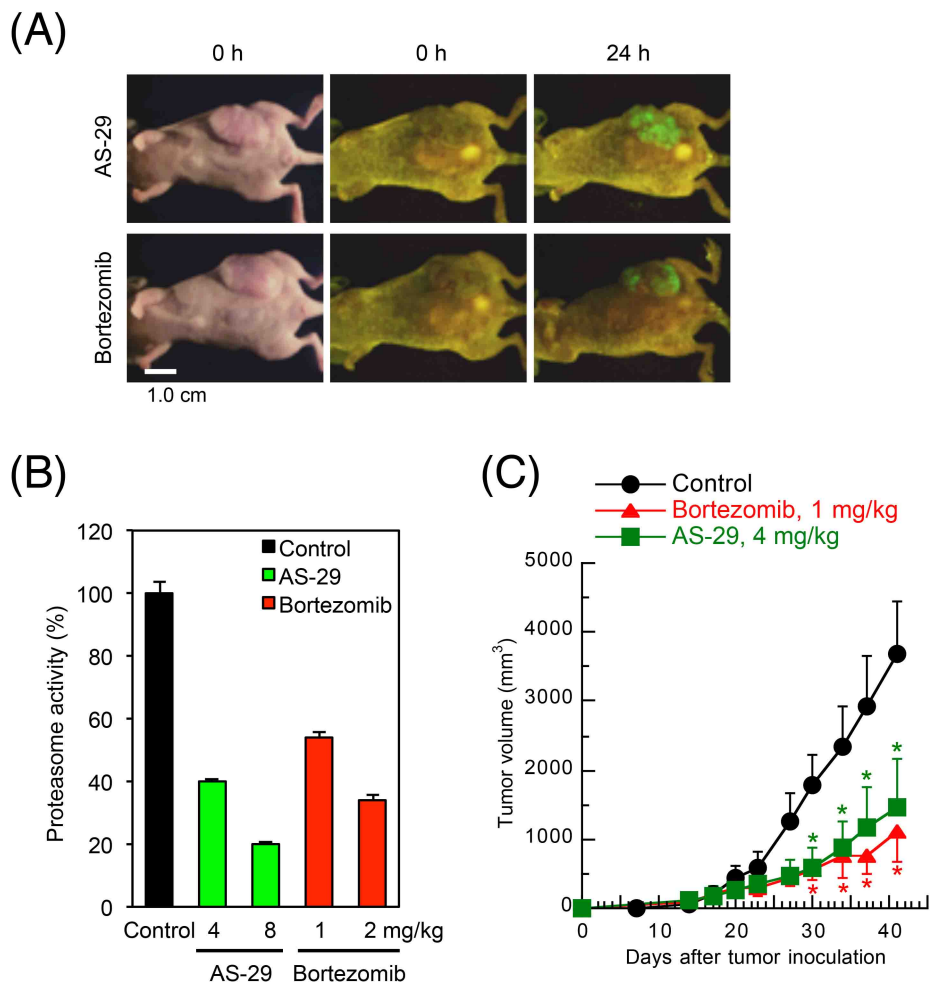 (A)
0 h 0 h 24 h
AS-29
Bortezomib
1.0 cm
(B)
Proteasome activity (%)
120
100
80
60
40
20
0
Control
AS-29
Bortezomib
Control 4 8 1 2 mg/kg
AS-29 Bortezomib
(C)
Control
Bortezomib, 1 mg/kg
AS-29, 4 mg/kg
Tumor volume (mm³)
5000
4000
3000
2000
1000
0
* * * *
* * * *
0 10 20 30 40
Days after tumor inoculation